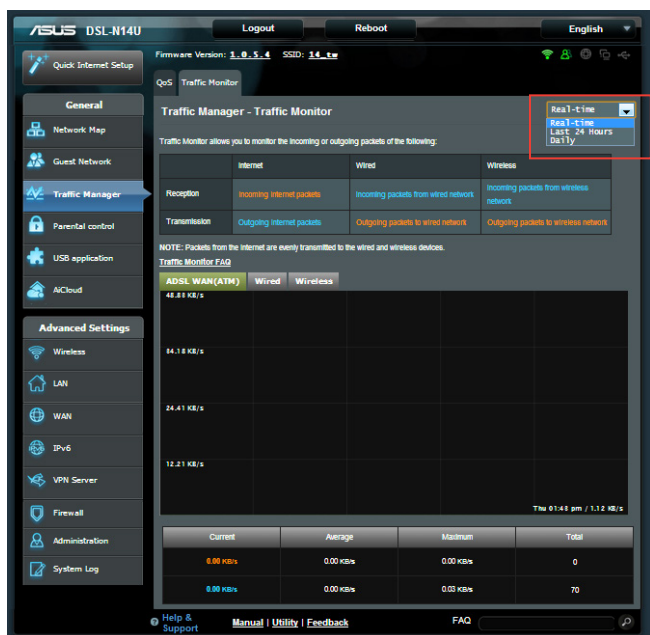 ASUS DSL-N14U Logout Reboot English
Quick Internet Setup
Firmware Version: 1.0.5.4 SSID: 14_tw
QoS Traffic Monitor
General
Network Map
Guest Network
Traffic Manager
Parental control
USB application
AiCloud
Advanced Settings
Wireless
LAN
WAN
IPv6
VPN Server
Firewall
Administration
System Log
Traffic Manager - Traffic Monitor
Real-time
Real-time
Last 24 Hours
Daily
Traffic Monitor allows you to monitor the incoming or outgoing packets of the following:
Internet Wired Wireless
Reception Incoming Internet packets Incoming packets from wired network Incoming packets from wireless network
Transmission Outgoing Internet packets Outgoing packets to wired network Outgoing packets to wireless network
NOTE: Packets from the Internet are evenly transmitted to the wired and wireless devices.
Traffic Monitor FAQ
ADSL WAN(ATM) Wired Wireless
48.83 KB/s
84.18 KB/s
24.41 KB/s
12.21 KB/s
Thu 01:43 pm / 1.12 KB/s
Current Average Maximum Total
0.00 KB/s 0.00 KB/s 0.00 KB/s 0
0.00 KB/s 0.00 KB/s 0.03 KB/s 70
Help & Support Manual | Utility | Feedback FAQ